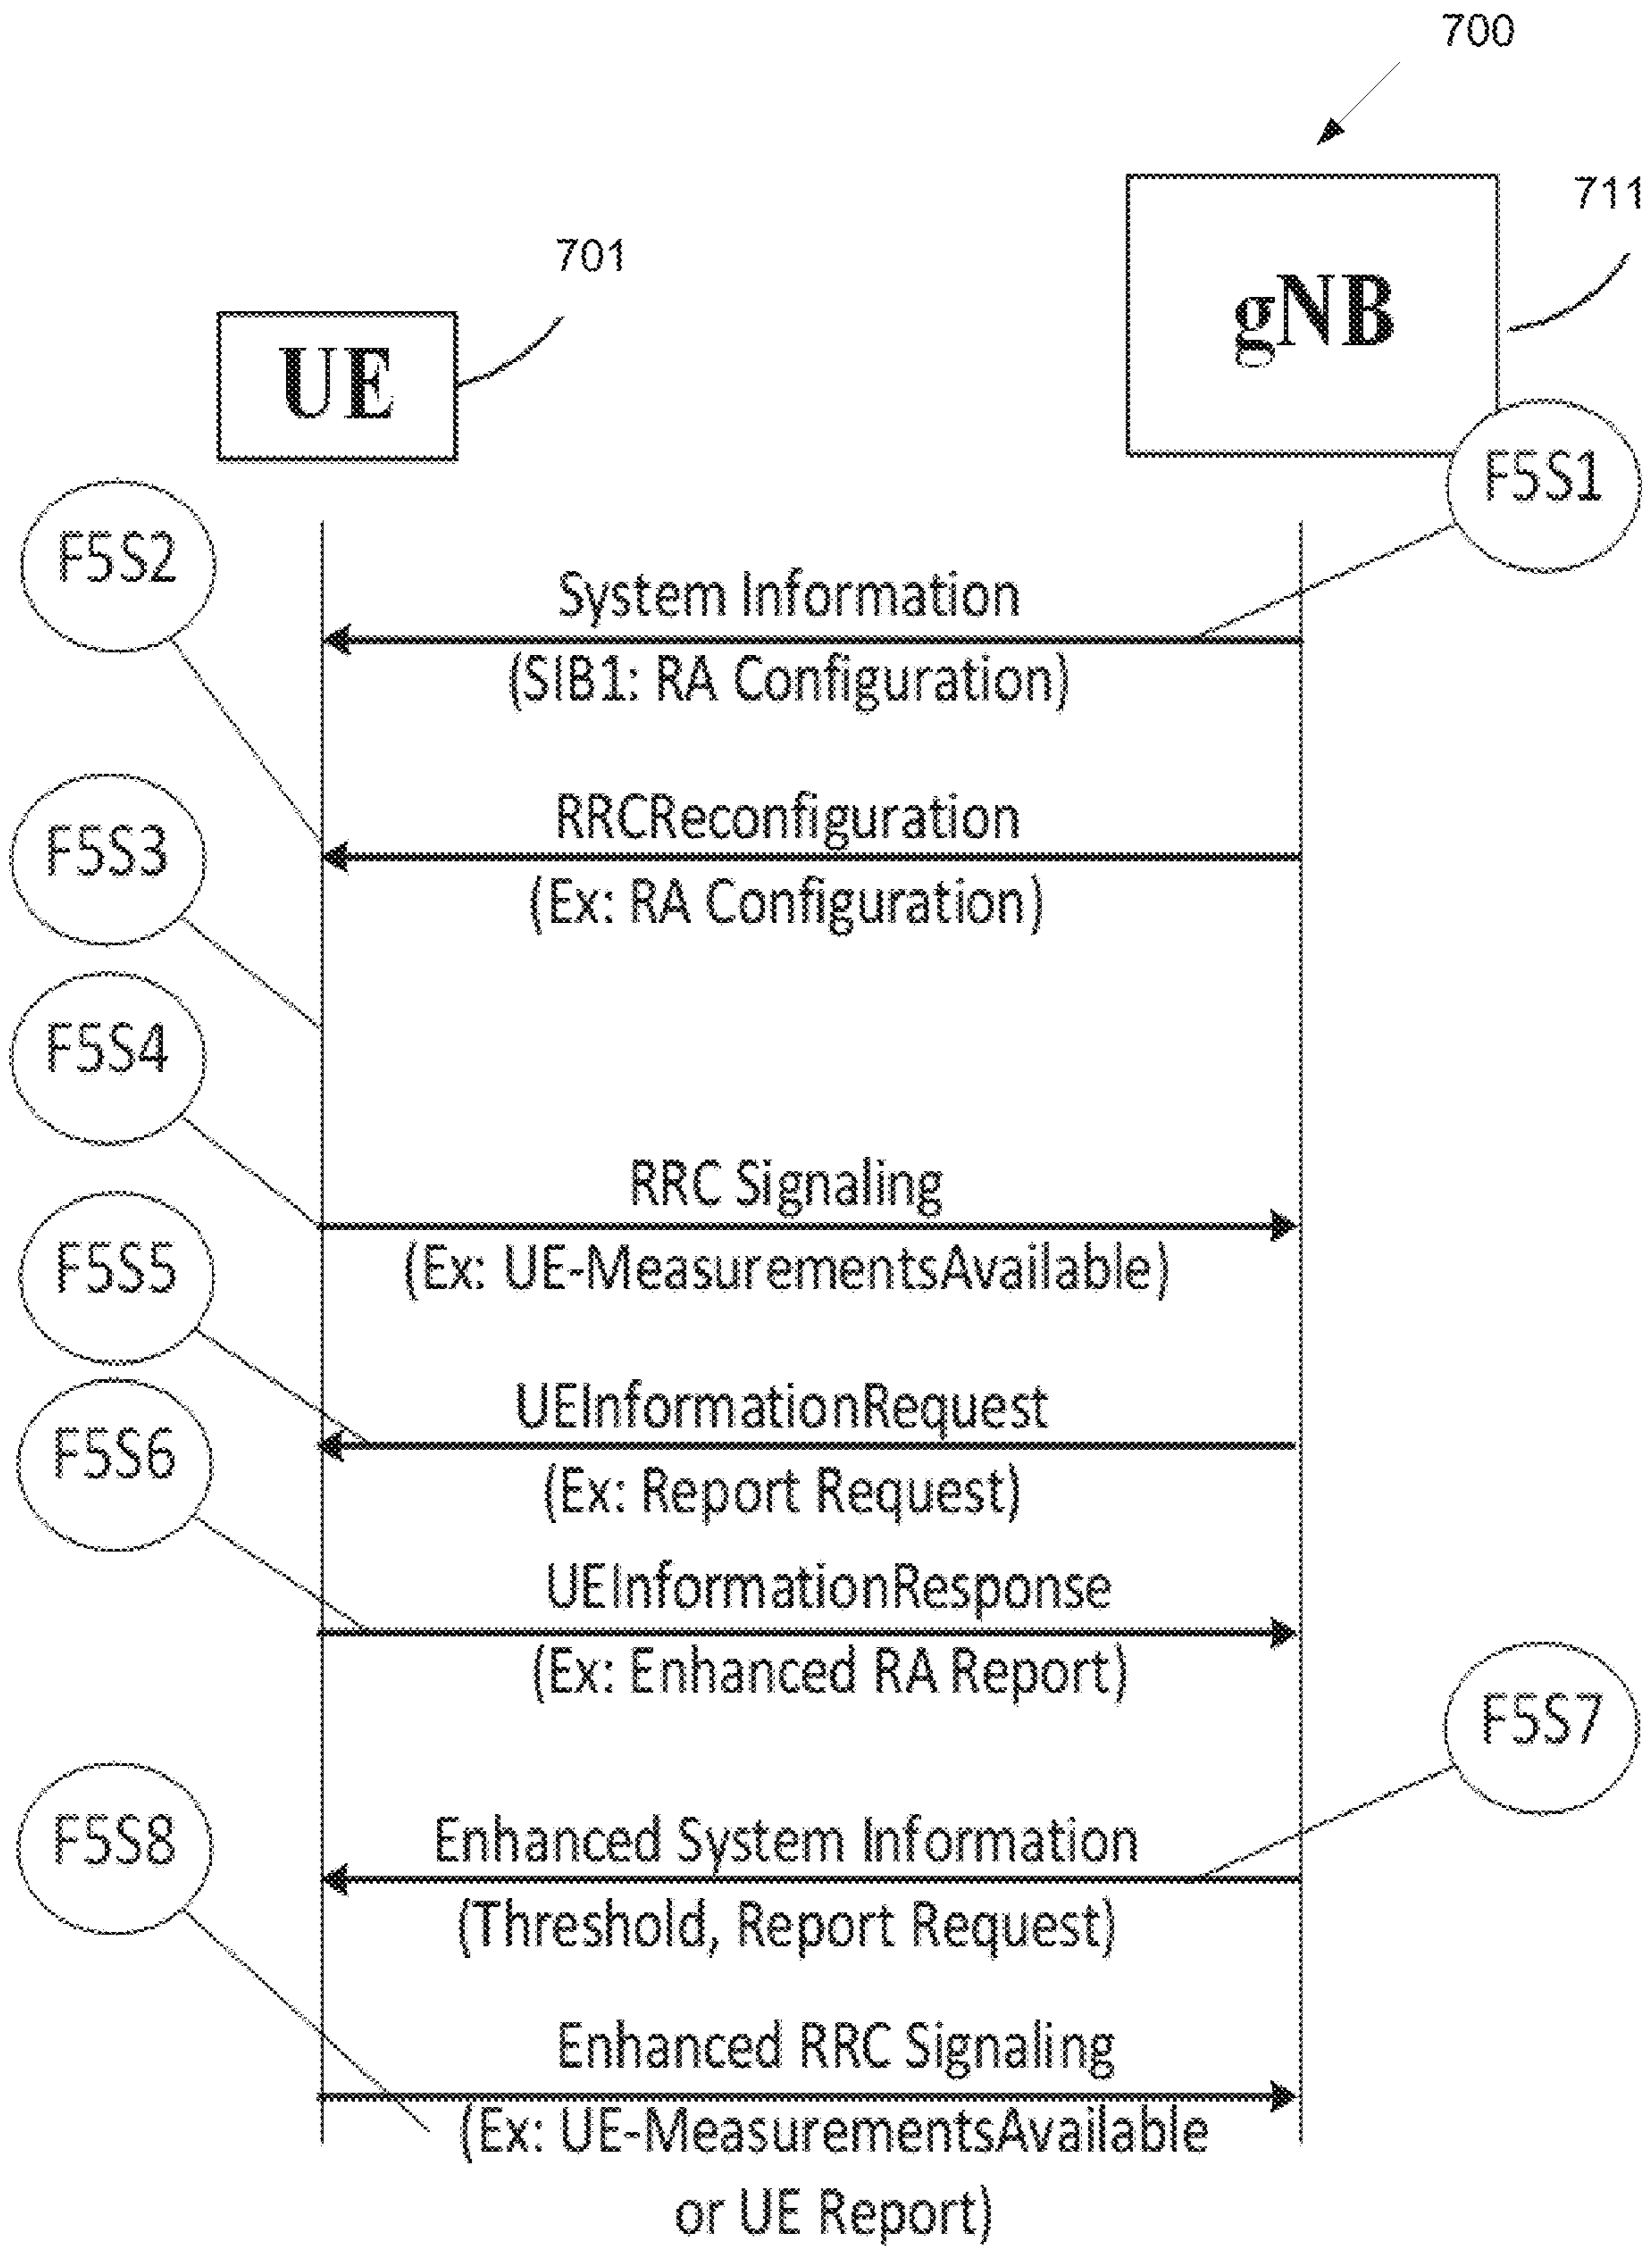 700
711
701
UE
gNB
F5S1
F5S2
System Information
(SIB1: RA Configuration)
F5S3
RRCReconfiguration
(Ex: RA Configuration)
F5S4
RRC Signaling
(Ex: UE-MeasurementsAvailable)
F5S5
UEInformationRequest
(Ex: Report Request)
F5S6
UEInformationResponse
(Ex: Enhanced RA Report)
F5S7
F5S8
Enhanced System Information
(Threshold, Report Request)
Enhanced RRC Signaling
(Ex: UE-MeasurementsAvailable
or UE Report)